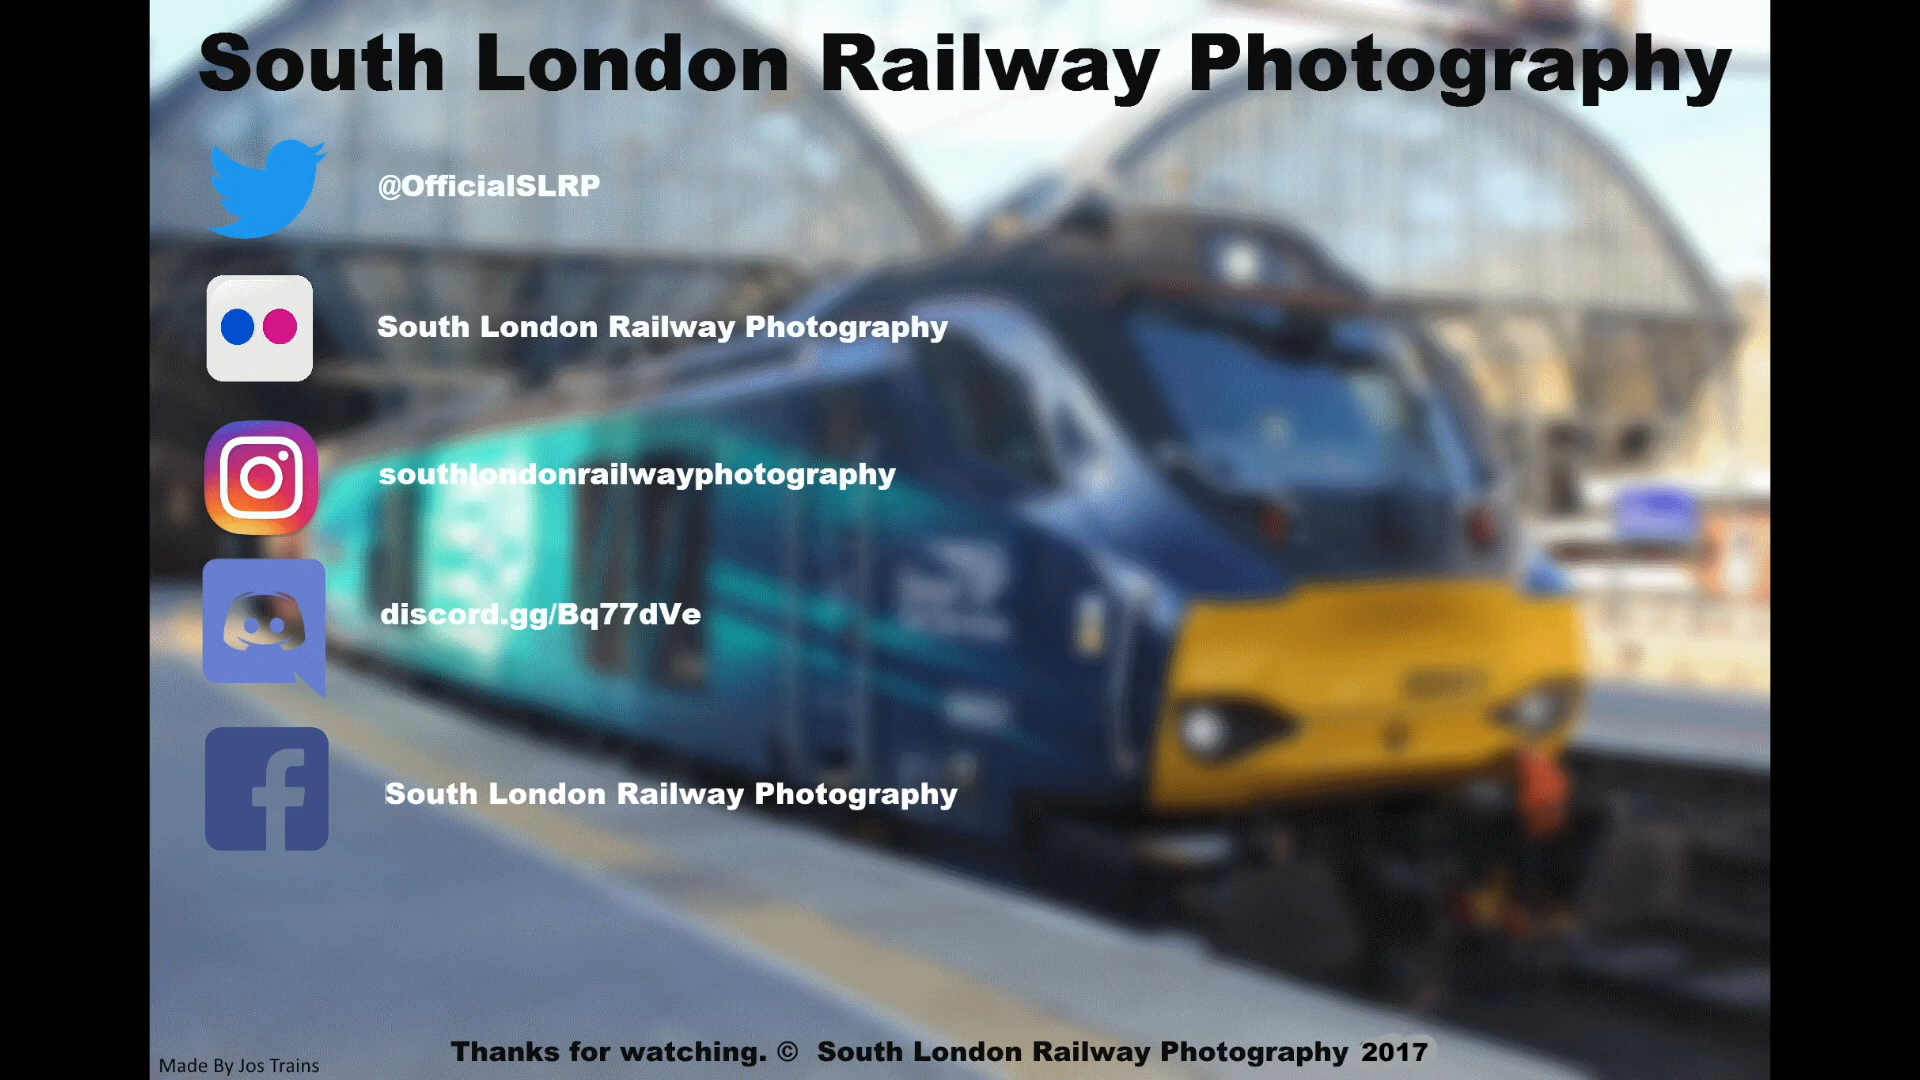 South London Railway Photography
@OfficialSLRP
South London Railway Photography
southlondonrailwayphotography
discord.gg/Bq77dVe
South London Railway Photography
Thanks for watching. © South London Railway Photography 2017
Made By Jos Trains